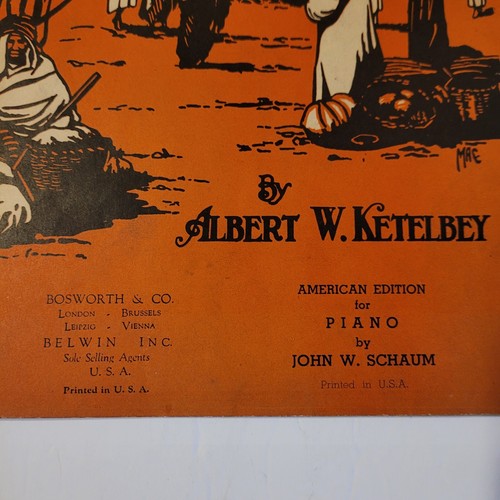 MAE
By
ALBERT W. KETELBEY
BOSWORTH & CO.
LONDON - BRUSSELS
LEIPZIG - VIENNA
BELWIN INC.
Sole Selling Agents
U. S. A.
Printed in U. S. A.
AMERICAN EDITION
for
PIANO
by
JOHN W. SCHAUM
Printed in U.S.A.